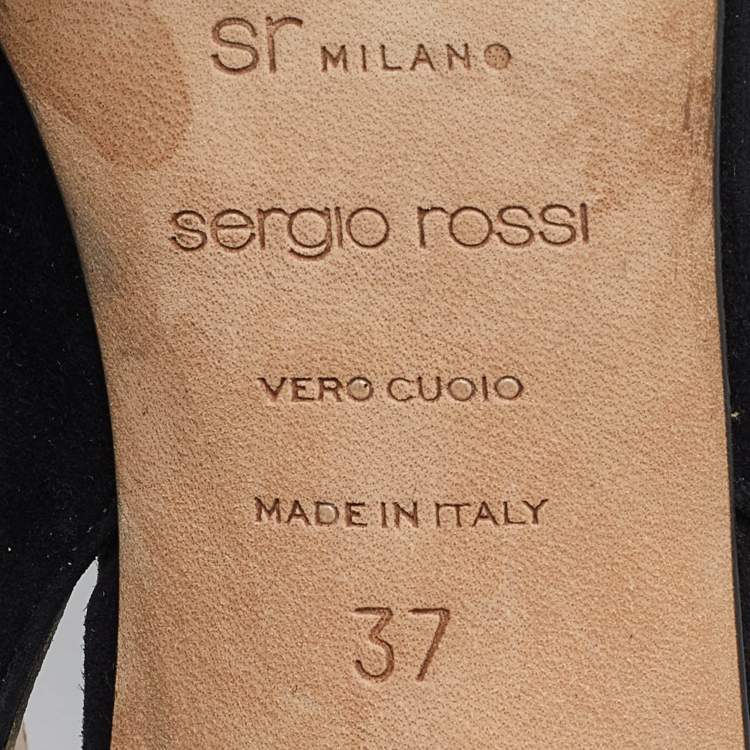 sr MILANO
sergio rossi
VERO CUOIO
MADE IN ITALY
37